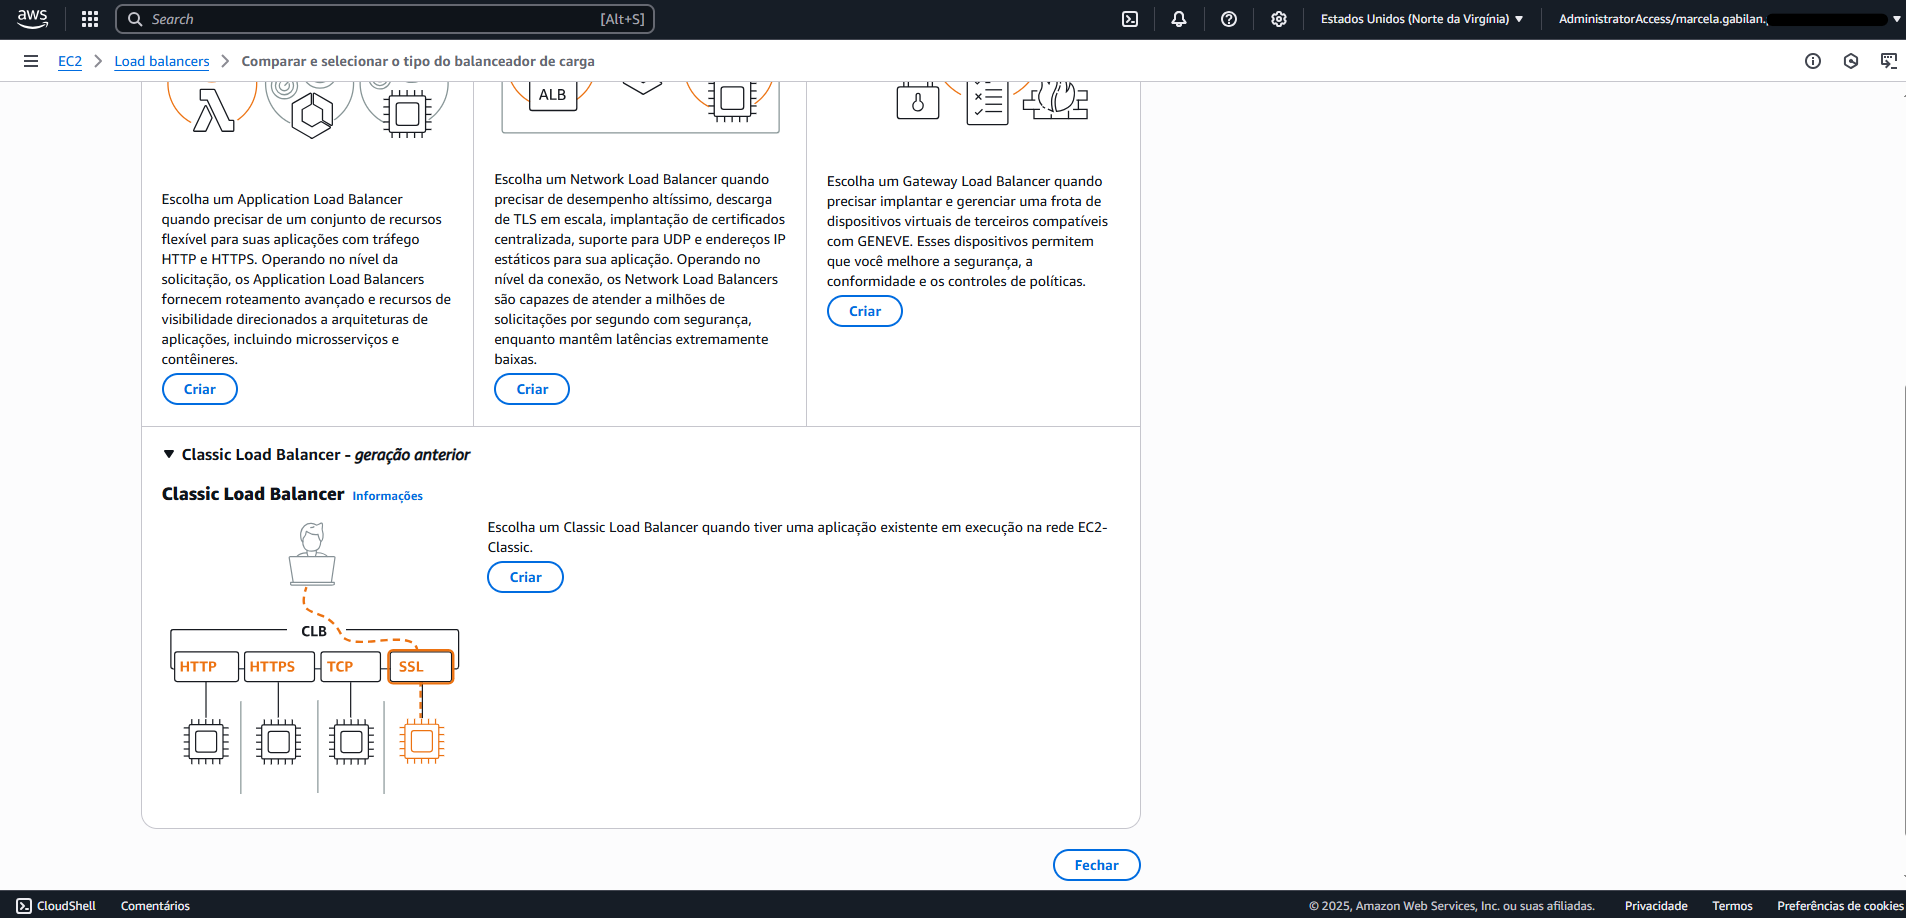 aws
Search
[Alt+S]
Estados Unidos (Norte da Virgínia)
AdministratorAccess/marcela.gabilan.
EC2
Load balancers
Comparar e selecionar o tipo do balanceador de carga
ALB
Escolha um Application Load Balancer
quando precisar de um conjunto de recursos
flexível para suas aplicações com tráfego
HTTP e HTTPS. Operando no nível da
solicitação, os Application Load Balancers
fornecem roteamento avançado e recursos de
visibilidade direcionados a arquiteturas de
aplicações, incluindo microsserviços e
contêineres.
Criar
Escolha um Network Load Balancer quando
precisar de desempenho altíssimo, descarga
de TLS em escala, implantação de certificados
centralizada, suporte para UDP e endereços IP
estáticos para sua aplicação. Operando no
nível da conexão, os Network Load Balancers
são capazes de atender a milhões de
solicitações por segundo com segurança,
enquanto mantêm latências extremamente
baixas.
Criar
Escolha um Gateway Load Balancer quando
precisar implantar e gerenciar uma frota de
dispositivos virtuais de terceiros compatíveis
com GENEVE. Esses dispositivos permitem
que você melhore a segurança, a
conformidade e os controles de políticas.
Criar
Classic Load Balancer - geração anterior
Classic Load Balancer Informações
Escolha um Classic Load Balancer quando tiver uma aplicação existente em execução na rede EC2-
Classic.
Criar
CLB
HTTP
HTTPS
TCP
SSL
Fechar
CloudShell
Comentários
© 2025, Amazon Web Services, Inc. ou suas afiliadas.
Privacidade
Termos
Preferências de cookies